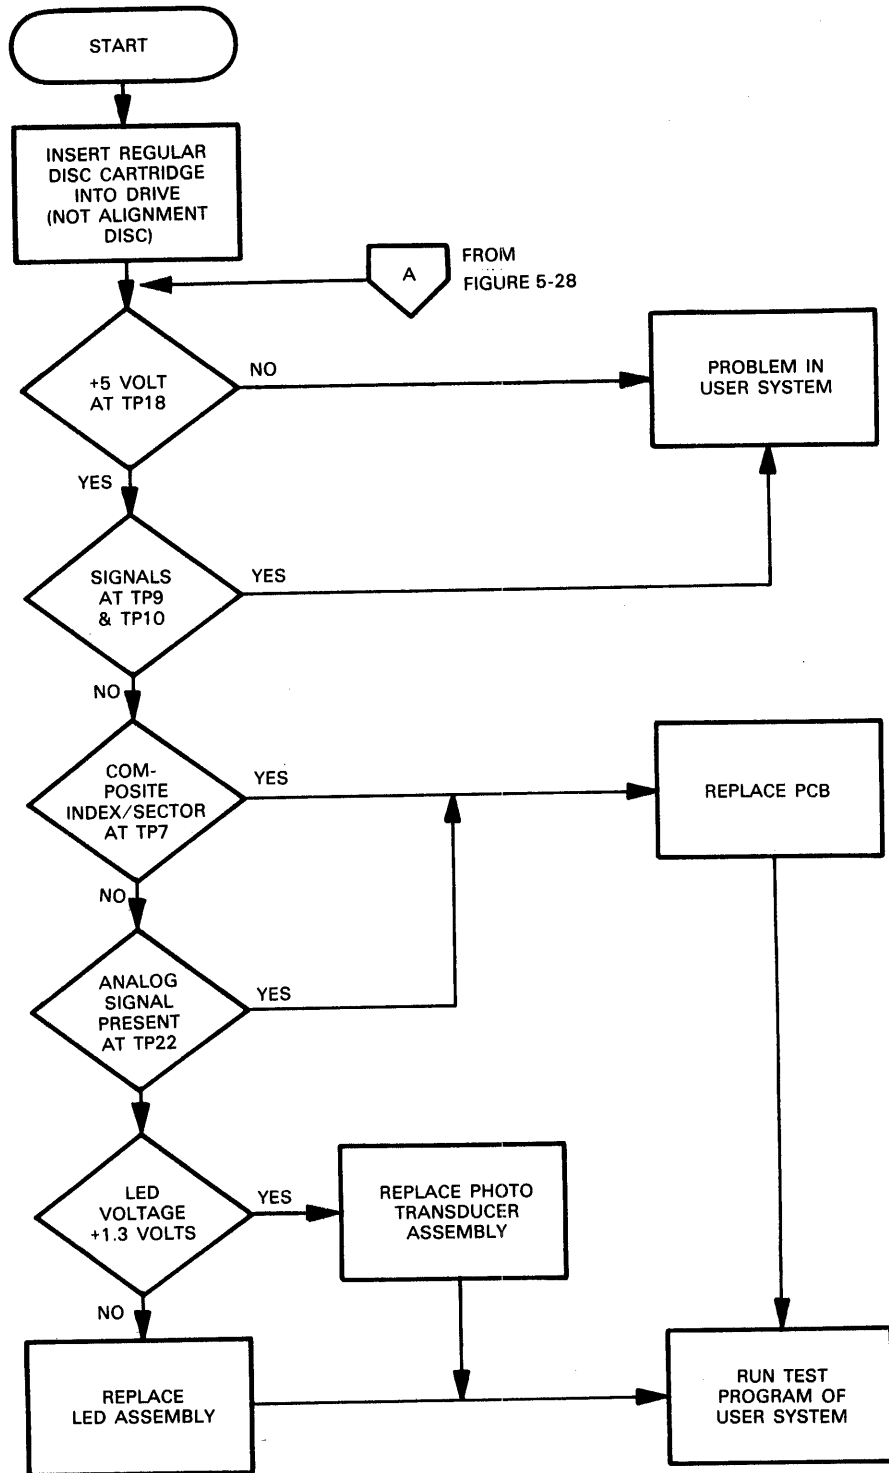 START
INSERT REGULAR
DISC CARTRIDGE
INTO DRIVE
(NOT ALIGNMENT
DISC)
A
FROM
FIGURE 5-28
+5 VOLT
AT TP18
NO
PROBLEM IN
USER SYSTEM
YES
SIGNALS
AT TP9
& TP10
YES
NO
COM-
POSITE
INDEX/SECTOR
AT TP7
YES
REPLACE PCB
NO
ANALOG
SIGNAL
PRESENT
AT TP22
YES
LED
VOLTAGE
+1.3 VOLTS
YES
REPLACE PHOTO
TRANSDUCER
ASSEMBLY
NO
REPLACE
LED ASSEMBLY
RUN TEST
PROGRAM OF
USER SYSTEM